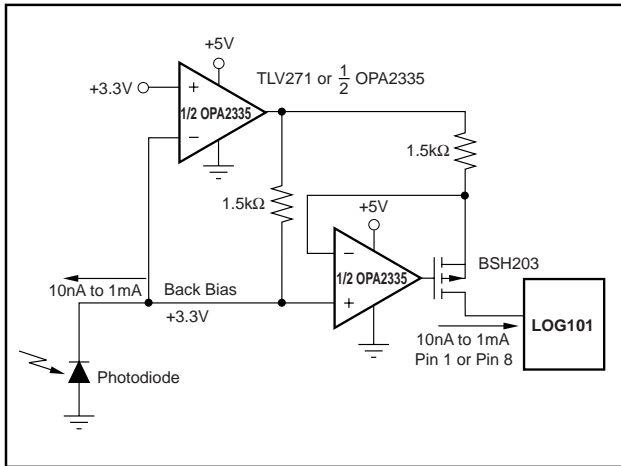 +5V
TLV271 or 1/2 OPA2335
+3.3V
+
1/2 OPA2335
–
1.5kΩ
1.5kΩ
+5V
–
1/2 OPA2335
+
BSH203
10nA to 1mA
Back Bias
+3.3V
LOG101
10nA to 1mA
Pin 1 or Pin 8
Photodiode